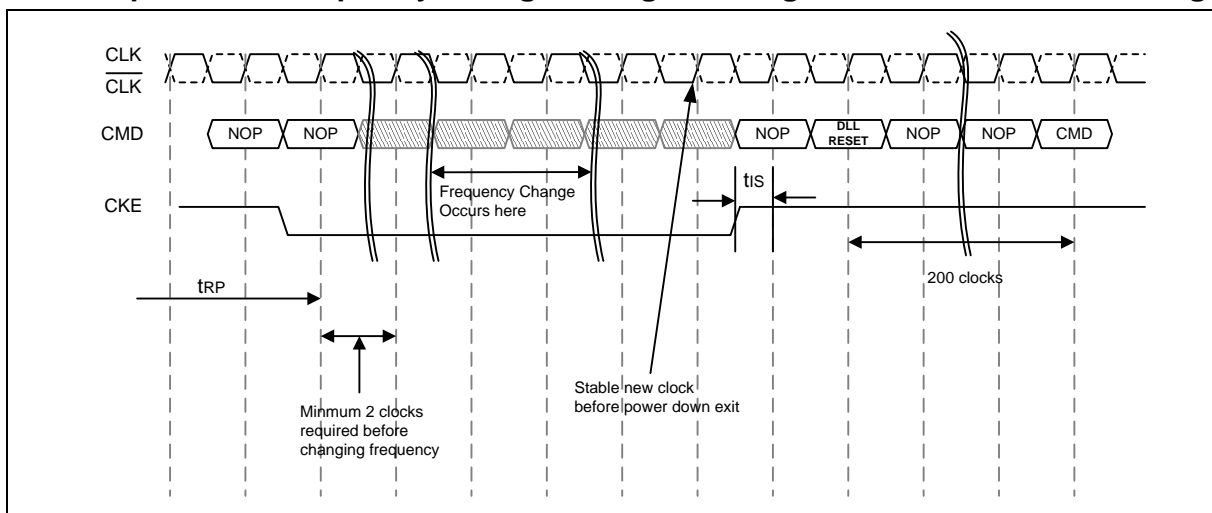 CLK
CLK
CMD
NOP
NOP
NOP
DLL
RESET
NOP
NOP
CMD
CKE
Frequency Change
Occurs here
tIS
200 clocks
tRP
Minmum 2 clocks
required before
changing frequency
Stable new clock
before power down exit